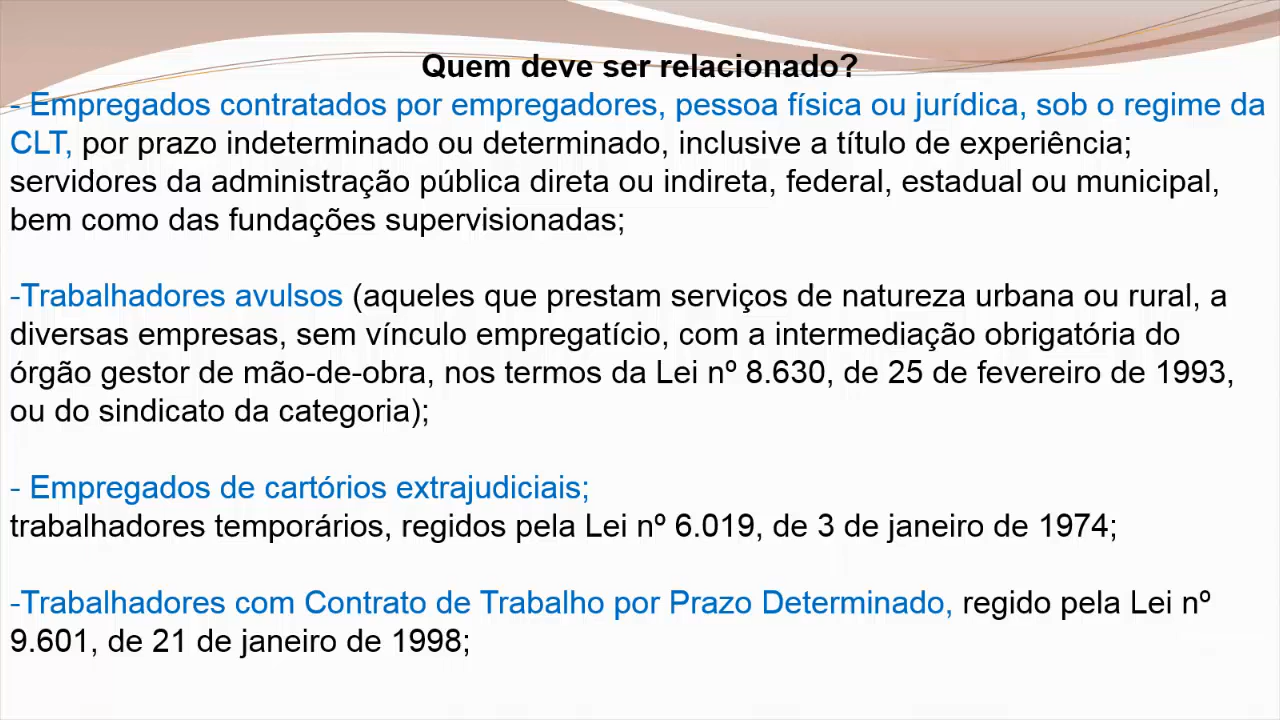 Quem deve ser relacionado?
- Empregados contratados por empregadores, pessoa física ou jurídica, sob o regime da
CLT, por prazo indeterminado ou determinado, inclusive a título de experiência;
servidores da administração pública direta ou indireta, federal, estadual ou municipal,
bem como das fundações supervisionadas;
-Trabalhadores avulsos (aqueles que prestam serviços de natureza urbana ou rural, a
diversas empresas, sem vínculo empregatício, com a intermediação obrigatória do
órgão gestor de mão-de-obra, nos termos da Lei nº 8.630, de 25 de fevereiro de 1993,
ou do sindicato da categoria);
- Empregados de cartórios extrajudiciais;
trabalhadores temporários, regidos pela Lei nº 6.019, de 3 de janeiro de 1974;
-Trabalhadores com Contrato de Trabalho por Prazo Determinado, regido pela Lei nº
9.601, de 21 de janeiro de 1998;